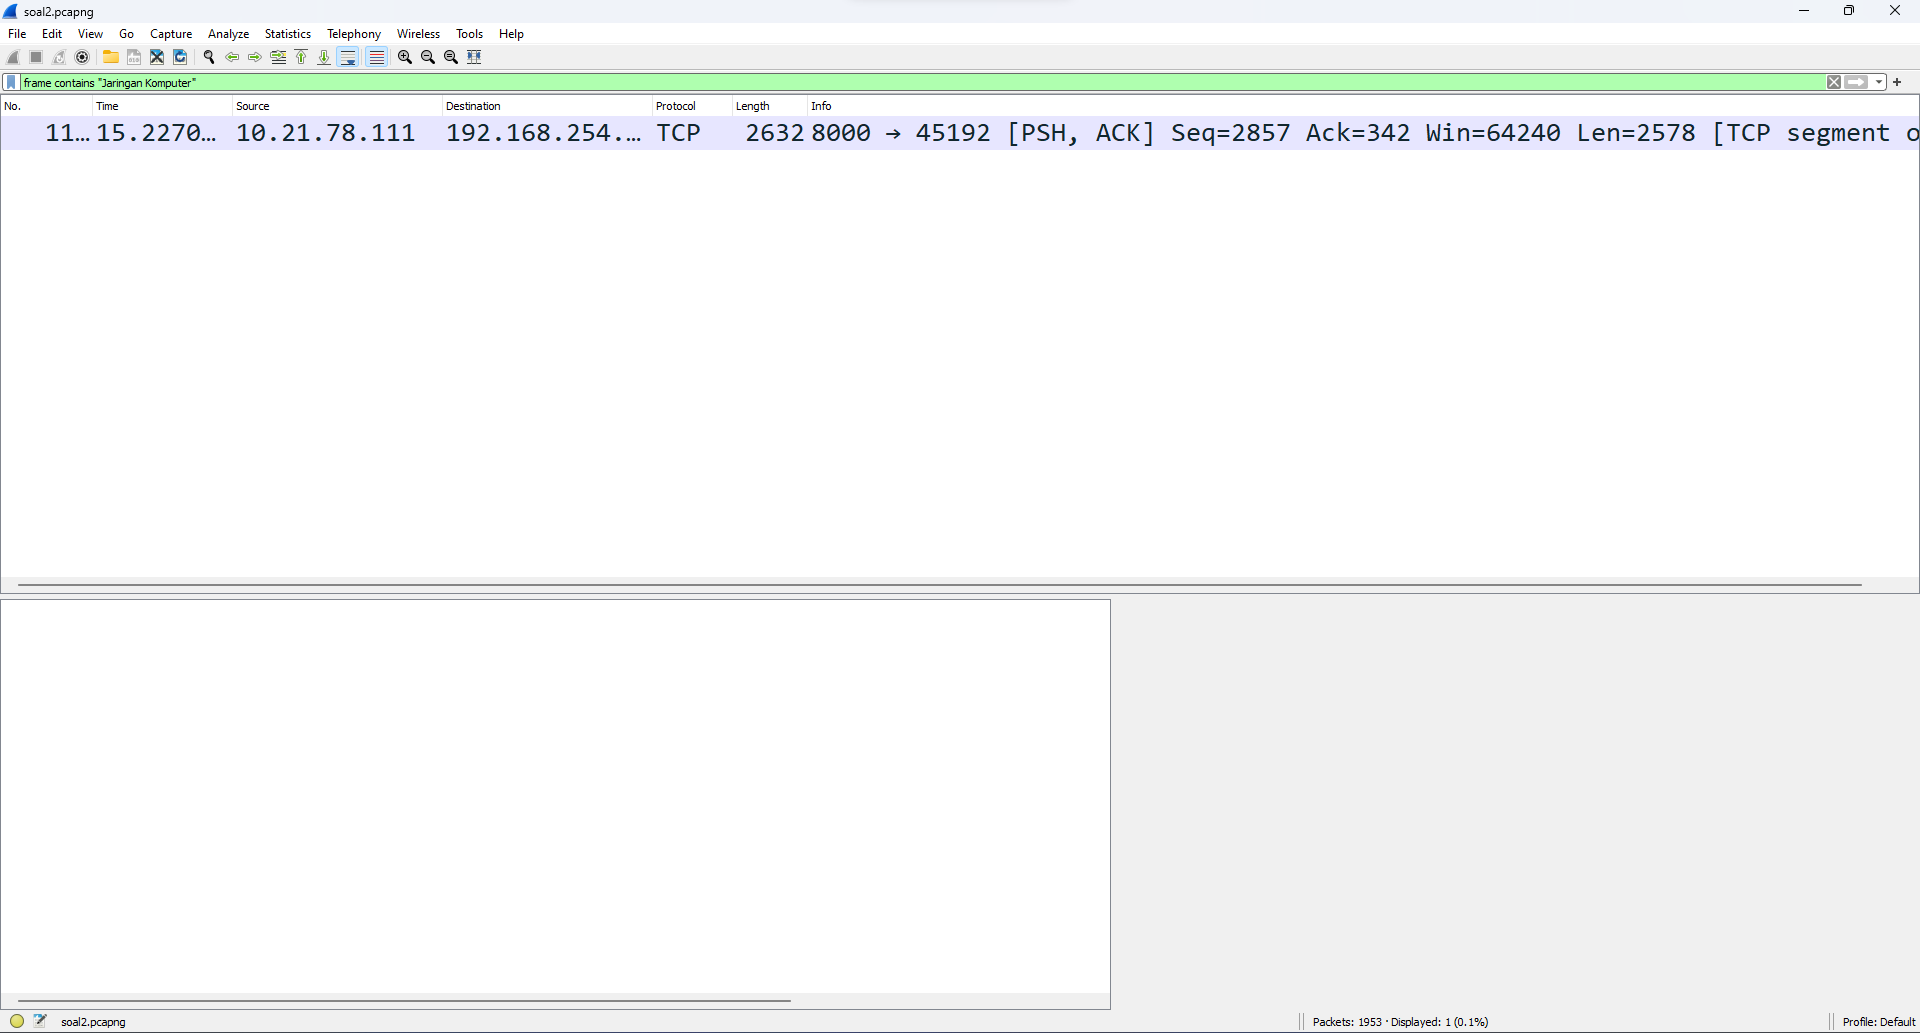 soal2.pcapng
File Edit View Go Capture Analyze Statistics Telephony Wireless Tools Help
frame contains "Jaringan Komputer"
No. Time Source Destination Protocol Length Info
11… 15.2270… 10.21.78.111 192.168.254.… TCP 2632 8000 → 45192 [PSH, ACK] Seq=2857 Ack=342 Win=64240 Len=2578 [TCP segment o
soal2.pcapng Packets: 1953 · Displayed: 1 (0.1%) Profile: Default